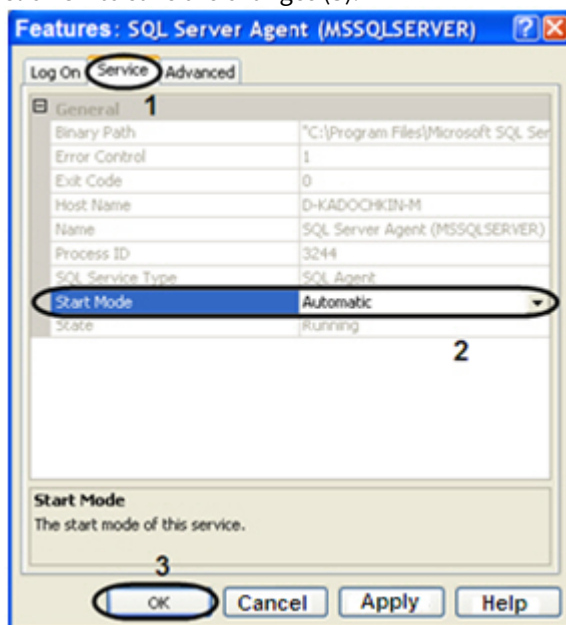 Features: SQL Server Agent (MSSQLSERVER)
Log On Service Advanced
1
General
Binary Path "C:\Program Files\Microsoft SQL Ser
Error Control 1
Exit Code 0
Host Name D-KADOCHKIN-M
Name SQL Server Agent (MSSQLSERVER)
Process ID 3244
SQL Service Type SQL Agent
Start Mode Automatic
State Running
2
Start Mode
The start mode of this service.
3
OK Cancel Apply Help